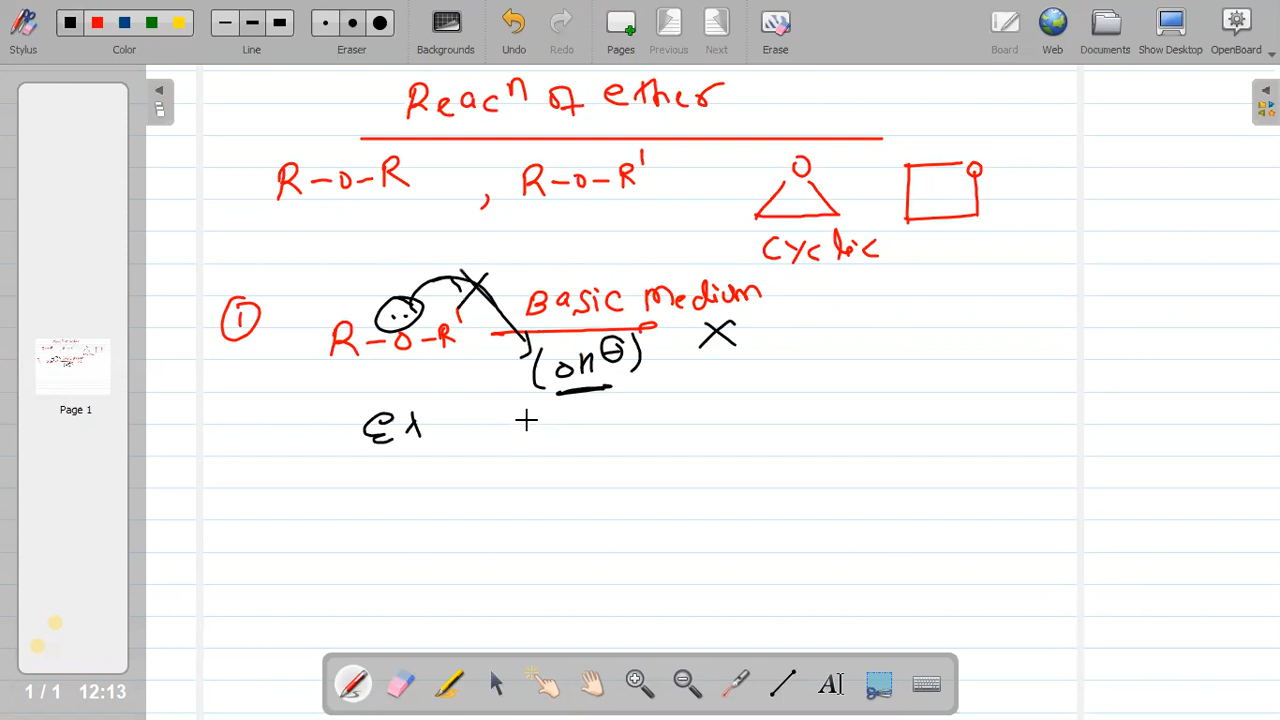 Stylus Color Line Eraser Backgrounds Undo Redo Pages Previous Next Erase Board Web Documents Show Desktop OpenBoard
Reacⁿ of ether
R-O-R , R-O-R' O O
Cyclic
① R-O-R' Basic Medium X
(OH⊖)
Ex
Page 1
1 / 1 12:13